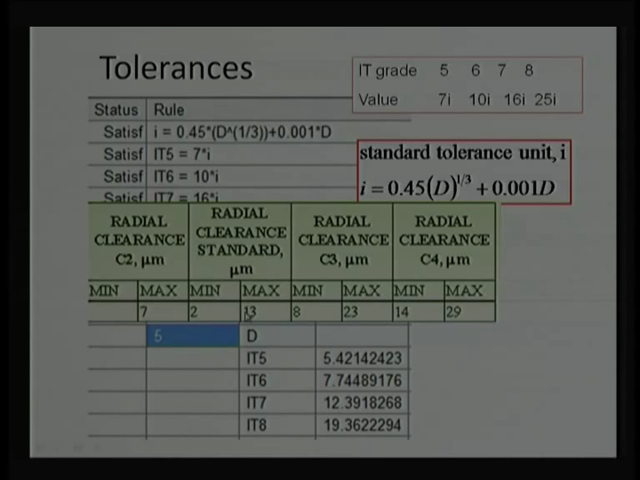 Tolerances
IT grade 5 6 7 8
Value 7i 10i 16i 25i
Status Rule
Satisf i = 0.45*(D^(1/3))+0.001*D
Satisf IT5 = 7*i
Satisf IT6 = 10*i
Satisf IT7 = 16*i
standard tolerance unit, i
i = 0.45(D)^1/3 + 0.001D
RADIAL CLEARANCE C2, μm
RADIAL CLEARANCE STANDARD, μm
RADIAL CLEARANCE C3, μm
RADIAL CLEARANCE C4, μm
MIN MAX MIN MAX MIN MAX MIN MAX
7 2 13 8 23 14 29
5 D
IT5 5.42142423
IT6 7.74489176
IT7 12.3918268
IT8 19.3622294